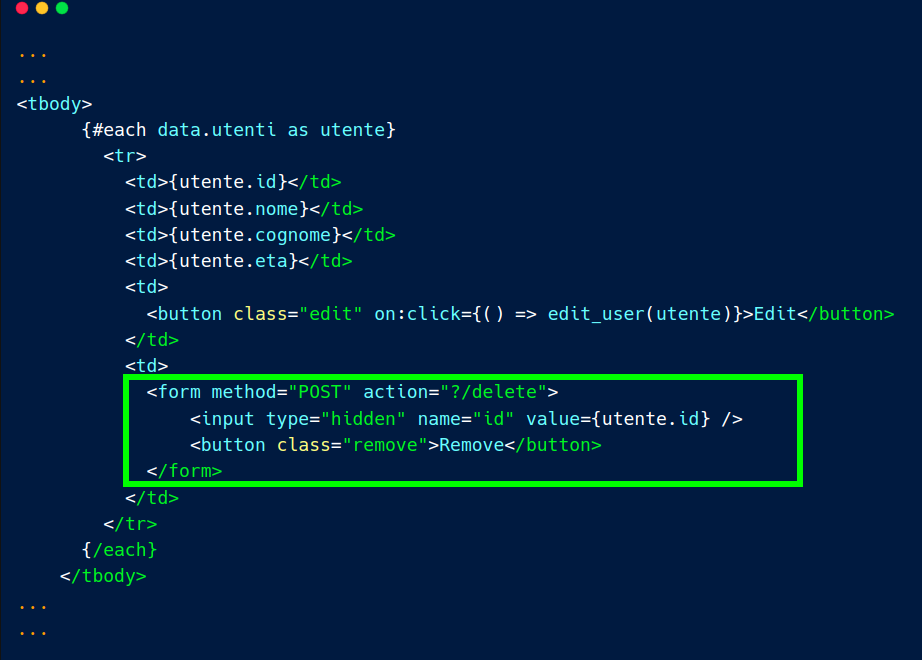 ...
...
<tbody>
{#each data.utenti as utente}
<tr>
<td>{utente.id}</td>
<td>{utente.nome}</td>
<td>{utente.cognome}</td>
<td>{utente.eta}</td>
<td>
<button class="edit" on:click={() => edit_user(utente)}>Edit</button>
</td>
<td>
<form method="POST" action="?/delete">
<input type="hidden" name="id" value={utente.id} />
<button class="remove">Remove</button>
</form>
</td>
</tr>
{/each}
</tbody>
...
...